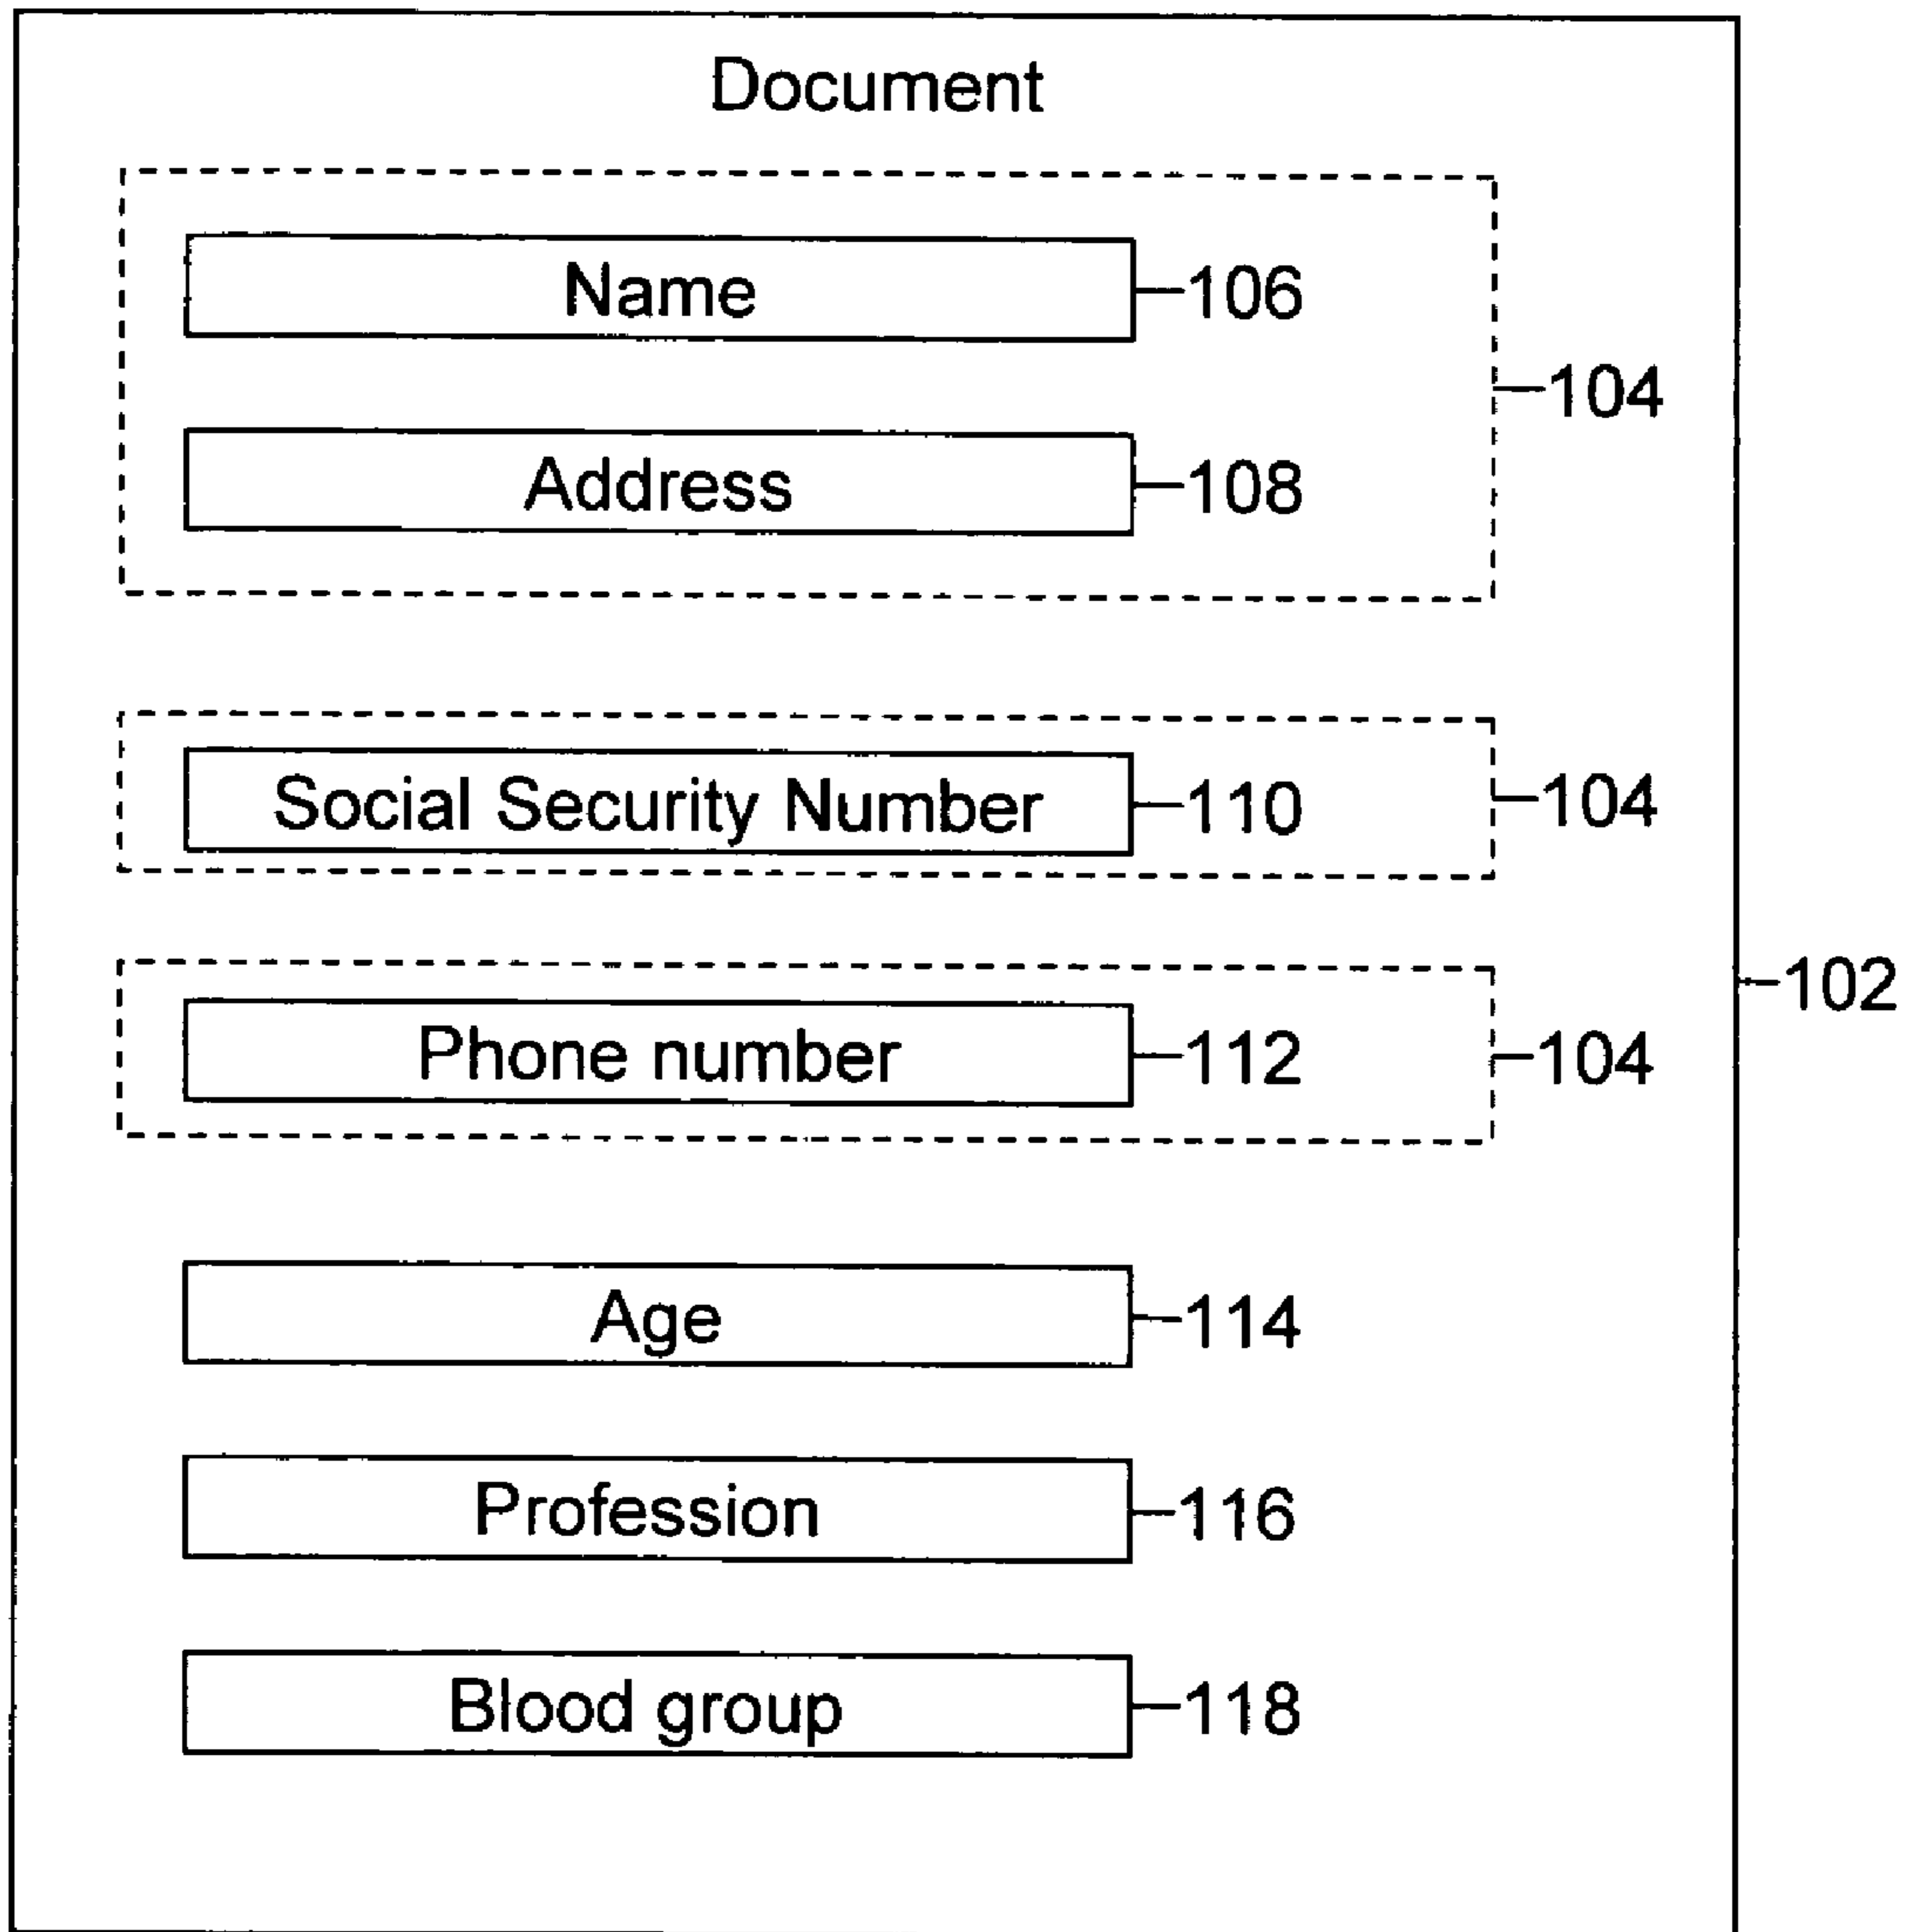 Document
Name 106
104
Address 108
Social Security Number 110 104
102
Phone number 112 104
Age 114
Profession 116
Blood group 118